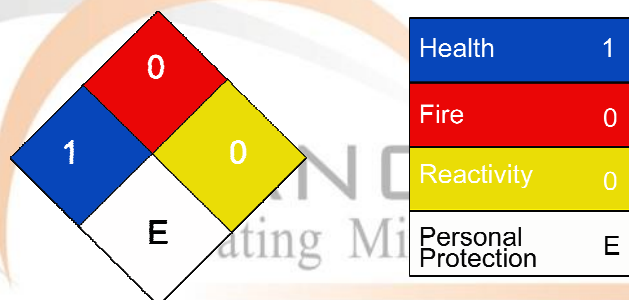 0
1 0
E
Health 1
Fire 0
Reactivity 0
Personal
Protection E